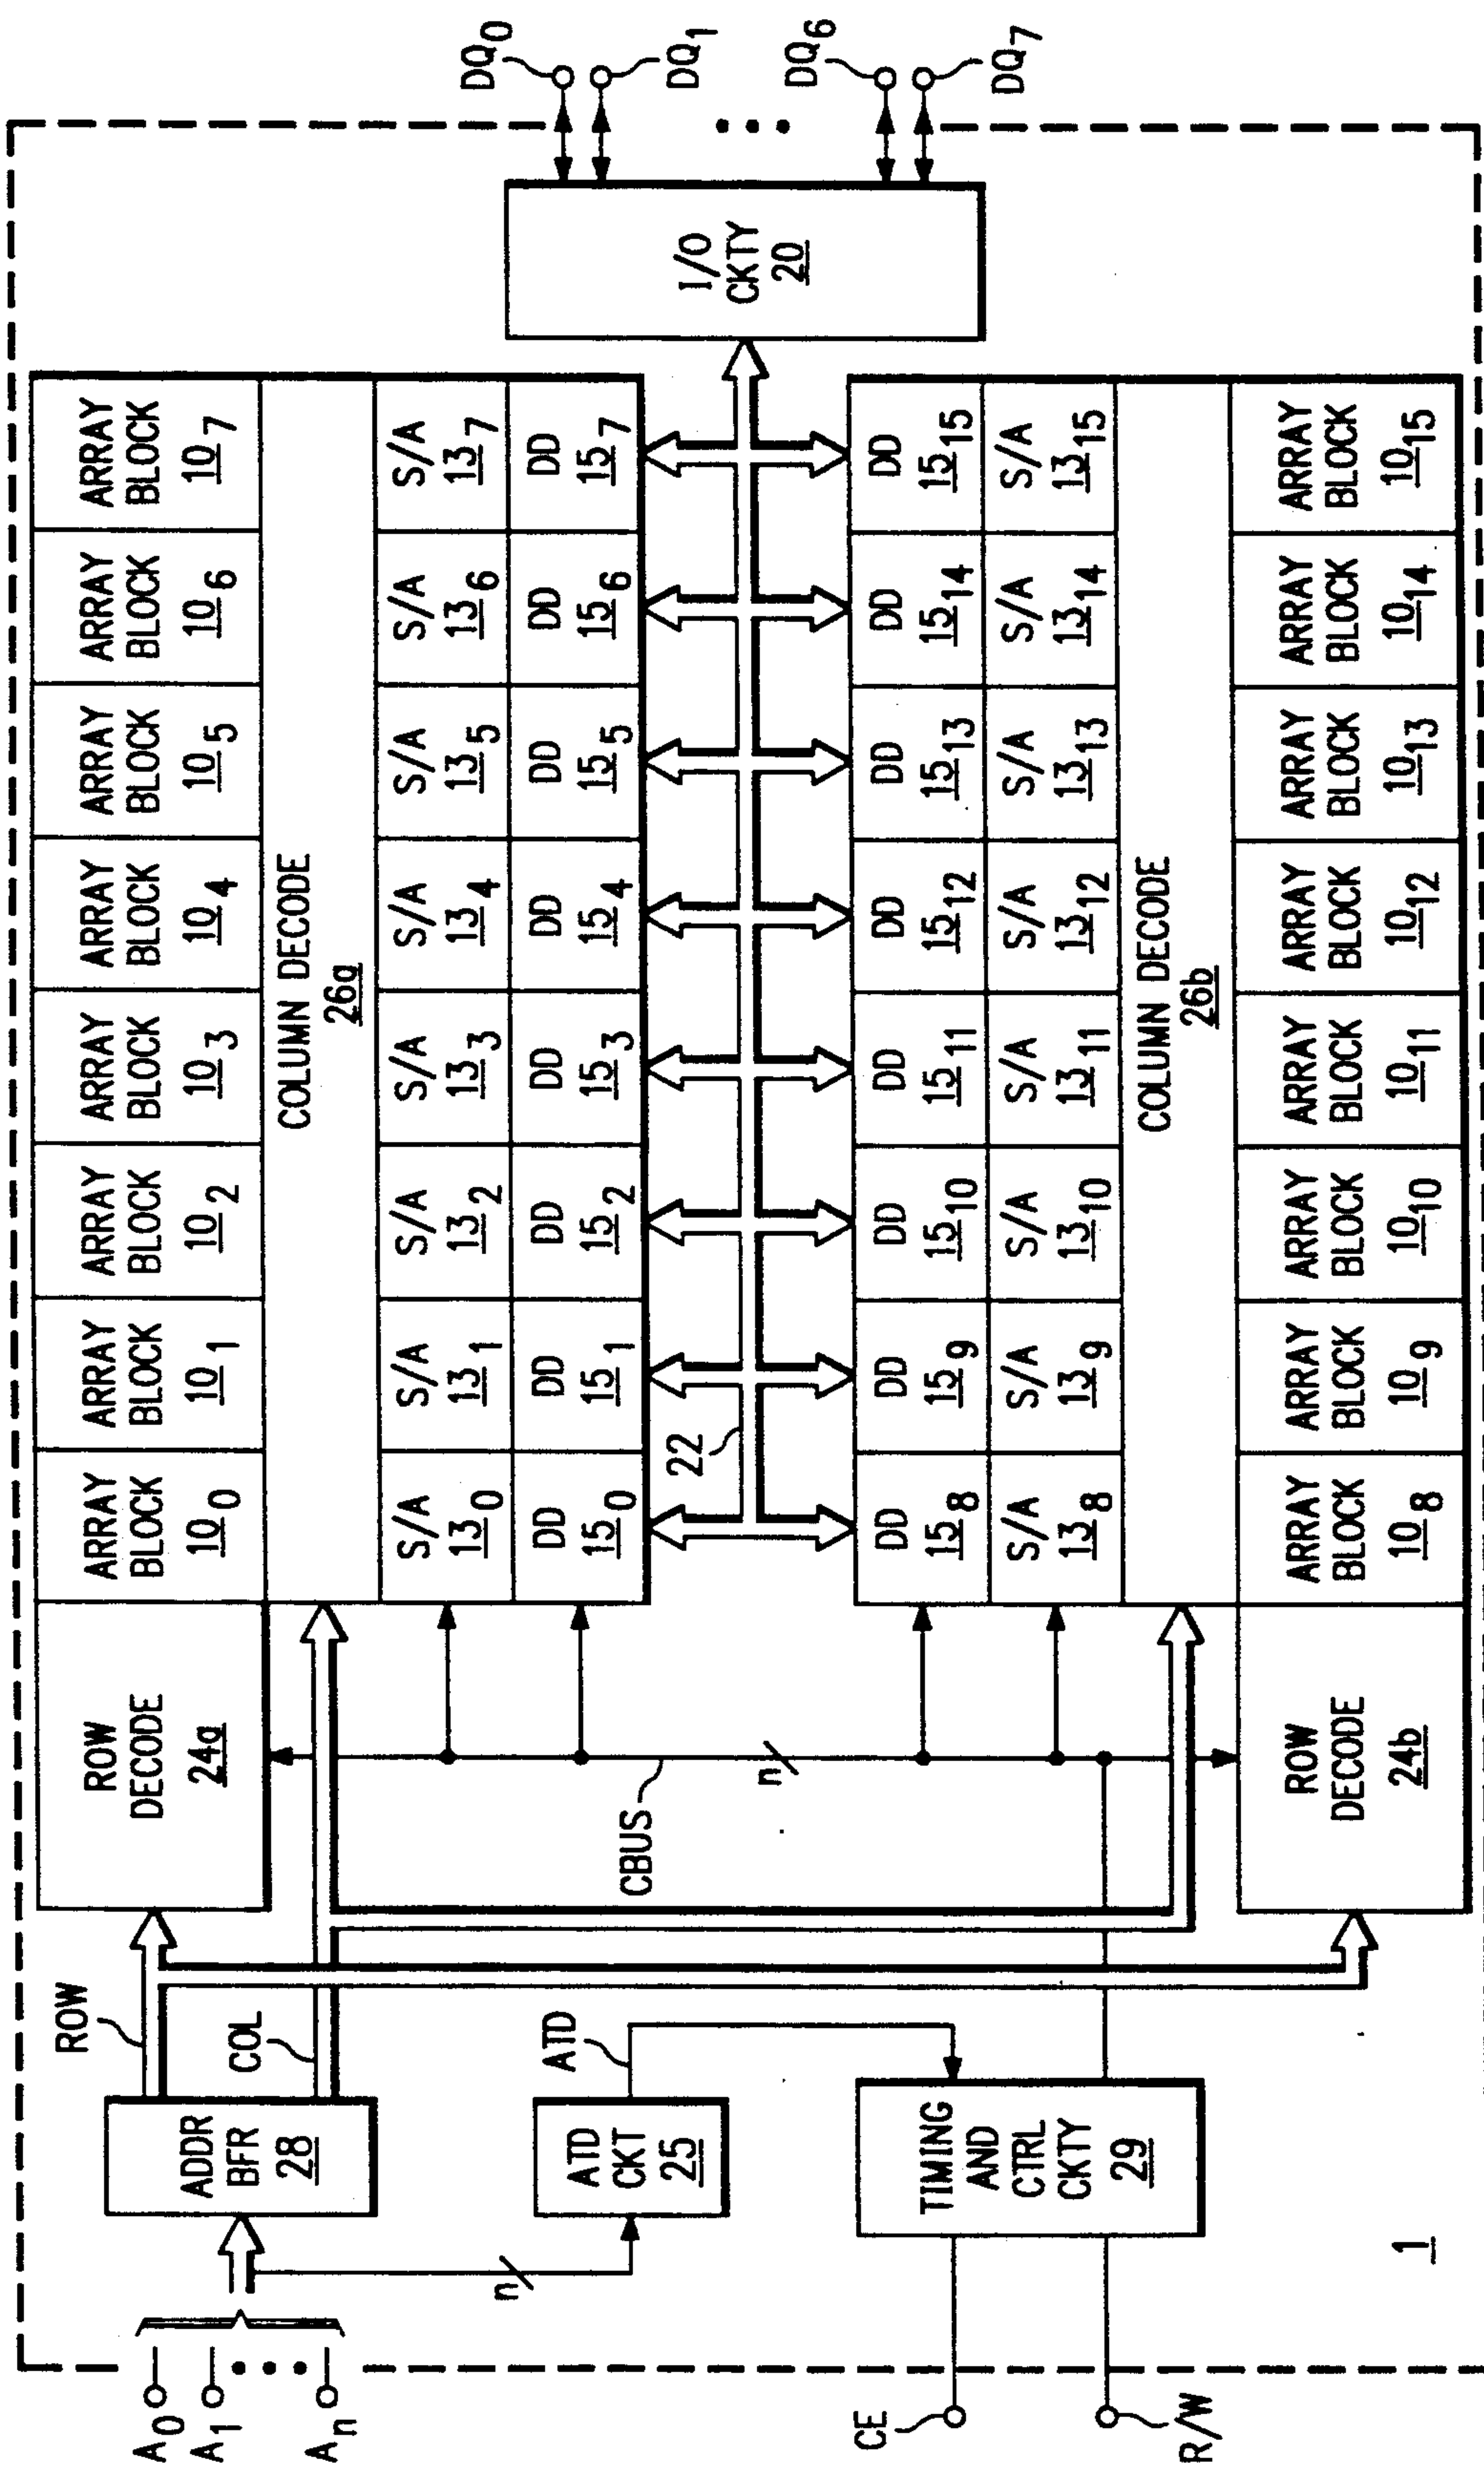 A0
A1
An
ADDR
BFR
28
ROW
COL
n
ATD
CKT
25
ATD
CE
R/W
TIMING
AND
CTRL
CKTY
29
1
ROW
DECODE
24a
CBUS
n
ROW
DECODE
24b
ARRAY BLOCK 10 0
ARRAY BLOCK 10 1
ARRAY BLOCK 10 2
ARRAY BLOCK 10 3
ARRAY BLOCK 10 4
ARRAY BLOCK 10 5
ARRAY BLOCK 10 6
ARRAY BLOCK 10 7
COLUMN DECODE
26a
S/A 13 0
S/A 13 1
S/A 13 2
S/A 13 3
S/A 13 4
S/A 13 5
S/A 13 6
S/A 13 7
DD 15 0
DD 15 1
DD 15 2
DD 15 3
DD 15 4
DD 15 5
DD 15 6
DD 15 7
22
DD 15 8
DD 15 9
DD 15 10
DD 15 11
DD 15 12
DD 15 13
DD 15 14
DD 15 15
S/A 13 8
S/A 13 9
S/A 13 10
S/A 13 11
S/A 13 12
S/A 13 13
S/A 13 14
S/A 13 15
COLUMN DECODE
26b
ARRAY BLOCK 10 8
ARRAY BLOCK 10 9
ARRAY BLOCK 10 10
ARRAY BLOCK 10 11
ARRAY BLOCK 10 12
ARRAY BLOCK 10 13
ARRAY BLOCK 10 14
ARRAY BLOCK 10 15
I/O
CKTY
20
DQ0
DQ1
DQ6
DQ7